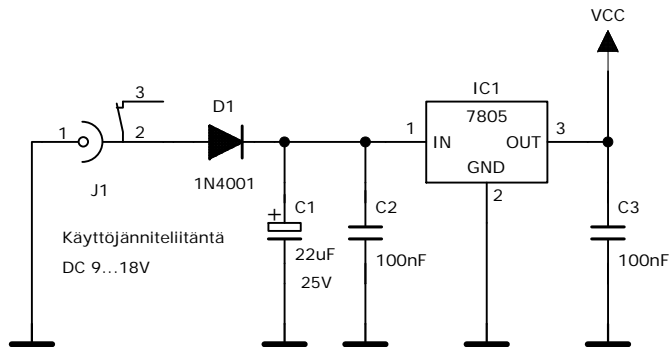 VCC
IC1
7805
IN
OUT
GND
1
3
2
D1
1N4001
3
1
2
J1
Käyttöjänniteliitäntä
DC 9...18V
+
C1
22uF
25V
C2
100nF
C3
100nF